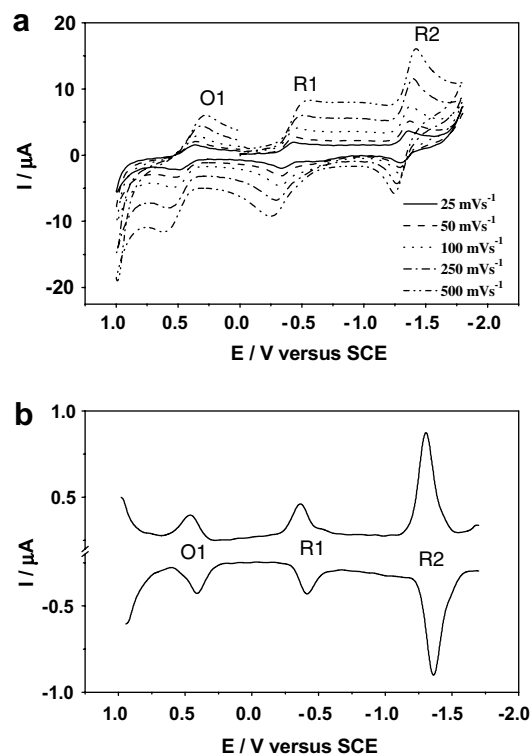 a
R2
20
O1
R1
10
0
I / μA
-10
-20
25 mVs-1
50 mVs-1
100 mVs-1
250 mVs-1
500 mVs-1
1.0 0.5 0.0 -0.5 -1.0 -1.5 -2.0
E / V versus SCE
b
1.0
0.5
O1 R1 R2
I / μA
-0.5
-1.0
1.0 0.5 0.0 -0.5 -1.0 -1.5 -2.0
E / V versus SCE